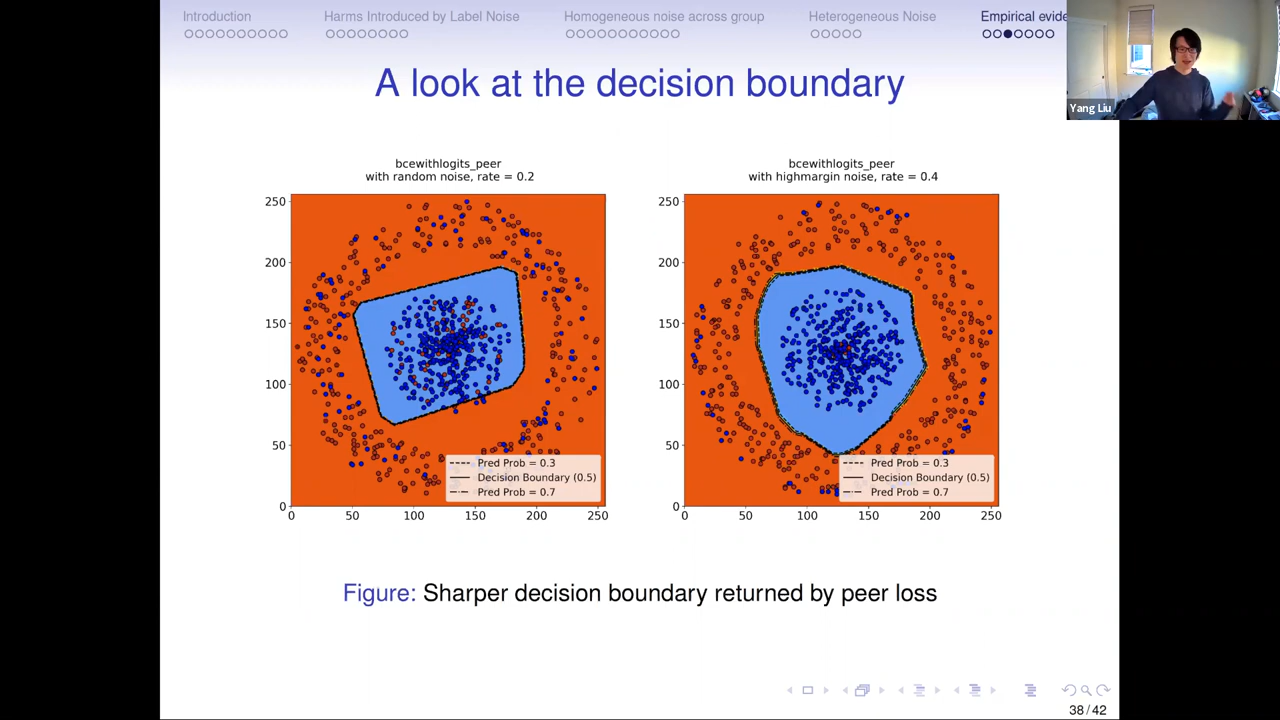 Introduction
Harms Introduced by Label Noise
Homogeneous noise across group
Heterogeneous Noise
Empirical evide
Yang Liu
A look at the decision boundary
bcewithlogits_peer
with random noise, rate = 0.2
250
200
150
100
50
0
0 50 100 150 200 250
Pred Prob = 0.3
Decision Boundary (0.5)
Pred Prob = 0.7
bcewithlogits_peer
with highmargin noise, rate = 0.4
250
200
150
100
50
0
0 50 100 150 200 250
Pred Prob = 0.3
Decision Boundary (0.5)
Pred Prob = 0.7
Figure: Sharper decision boundary returned by peer loss
38/42